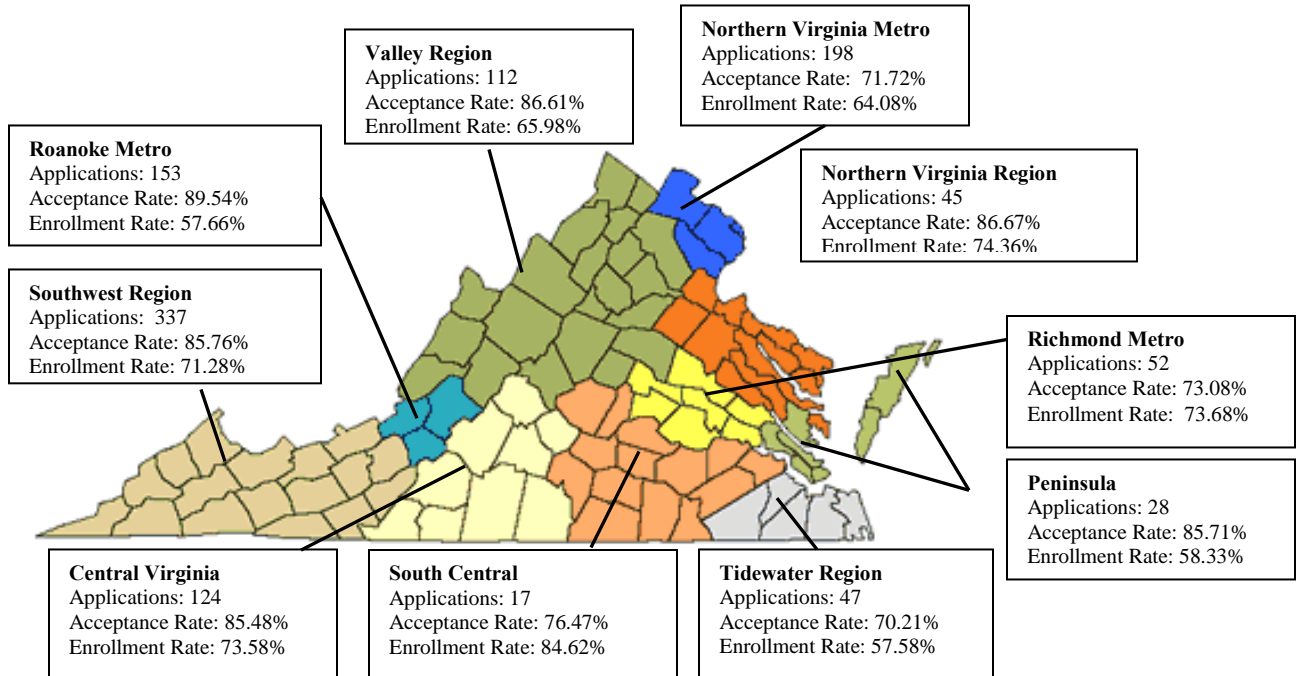 Northern Virginia Metro
Applications: 198
Acceptance Rate: 71.72%
Enrollment Rate: 64.08%
Valley Region
Applications: 112
Acceptance Rate: 86.61%
Enrollment Rate: 65.98%
Roanoke Metro
Applications: 153
Acceptance Rate: 89.54%
Enrollment Rate: 57.66%
Northern Virginia Region
Applications: 45
Acceptance Rate: 86.67%
Enrollment Rate: 74.36%
Southwest Region
Applications: 337
Acceptance Rate: 85.76%
Enrollment Rate: 71.28%
Richmond Metro
Applications: 52
Acceptance Rate: 73.08%
Enrollment Rate: 73.68%
Peninsula
Applications: 28
Acceptance Rate: 85.71%
Enrollment Rate: 58.33%
Central Virginia
Applications: 124
Acceptance Rate: 85.48%
Enrollment Rate: 73.58%
South Central
Applications: 17
Acceptance Rate: 76.47%
Enrollment Rate: 84.62%
Tidewater Region
Applications: 47
Acceptance Rate: 70.21%
Enrollment Rate: 57.58%